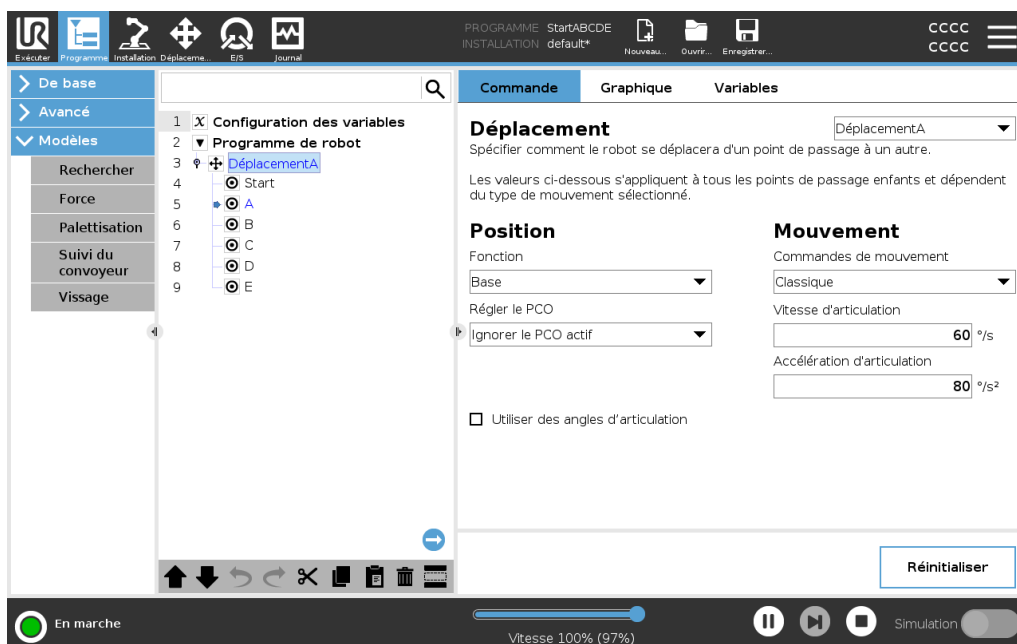 PROGRAMME StartABCDE
INSTALLATION default*
Nouveau...
Ouvrir...
Enregistrer...
cccc
cccc
Exécuter
Programme
Installation
Déplaceme...
E/S
Journal
De base
Avancé
Modèles
Rechercher
Force
Palettisation
Suivi du
convoyeur
Vissage
1 X Configuration des variables
2 Programme de robot
3 DéplacementA
4 Start
5 A
6 B
7 C
8 D
9 E
Commande
Graphique
Variables
Déplacement
DéplacementA
Spécifier comment le robot se déplacera d'un point de passage à un autre.
Les valeurs ci-dessous s'appliquent à tous les points de passage enfants et dépendent
du type de mouvement sélectionné.
Position
Fonction
Base
Régler le PCO
Ignorer le PCO actif
Utiliser des angles d'articulation
Mouvement
Commandes de mouvement
Classique
Vitesse d'articulation
60 °/s
Accélération d'articulation
80 °/s²
Réinitialiser
En marche
Vitesse 100% (97%)
Simulation